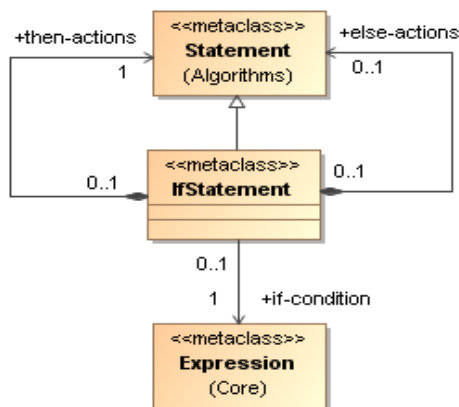 <<metaclass>>
+then-actions
Statement
+else-actions
(Algorithms)
1
0..1
<<metaclass>>
0..1
IfStatement
0..1
0..1
1
+if-condition
<<metaclass>>
Expression
(Core)